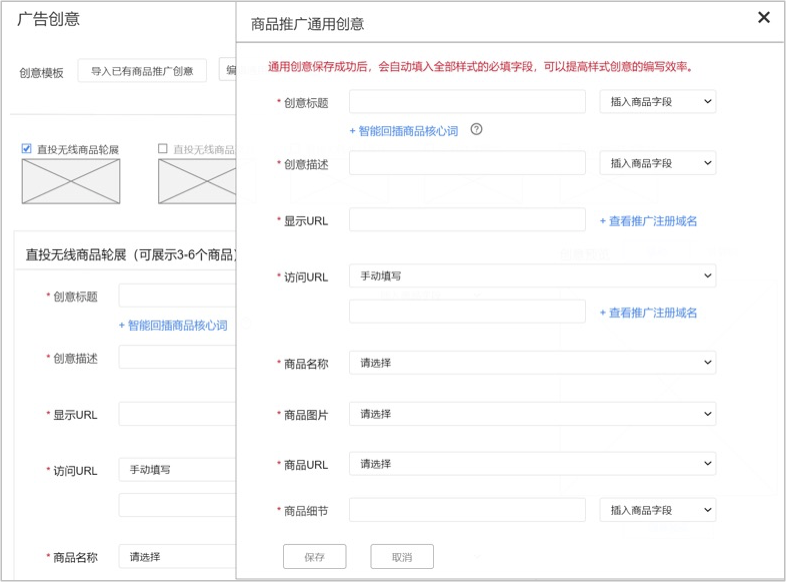 广告创意
创意模板
导入已有商品推广创意
编
直投无线商品轮展
直投无线商品
直投无线商品轮展（可展示3-6个商品）
* 创意标题
+ 智能回插商品核心词
* 创意描述
* 显示URL
* 访问URL
手动填写
* 商品名称
请选择
商品推广通用创意
通用创意保存成功后，会自动填入全部样式的必填字段，可以提高样式创意的编写效率。
* 创意标题
插入商品字段
+ 智能回插商品核心词
* 创意描述
插入商品字段
* 显示URL
+ 查看推广注册域名
* 访问URL
手动填写
+ 查看推广注册域名
* 商品名称
请选择
* 商品图片
请选择
* 商品URL
请选择
* 商品细节
插入商品字段
保存
取消